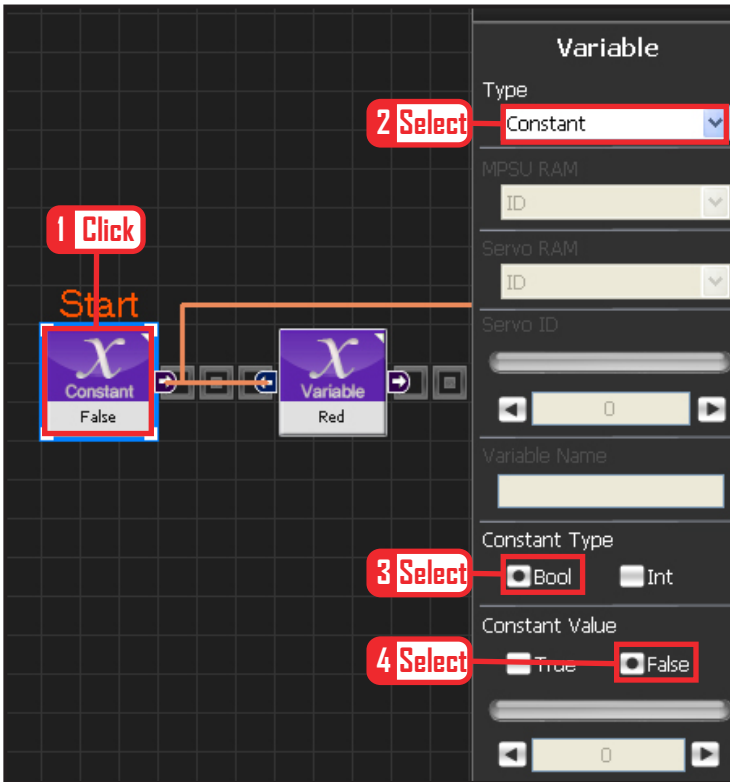 Variable
Type
2 Select
Constant
MPSU RAM
ID
1 Click
Servo RAM
ID
Start
Servo ID
X
Constant
False
X
Variable
Red
0
Variable Name
Constant Type
3 Select
Bool
Int
Constant Value
4 Select
True
False
0